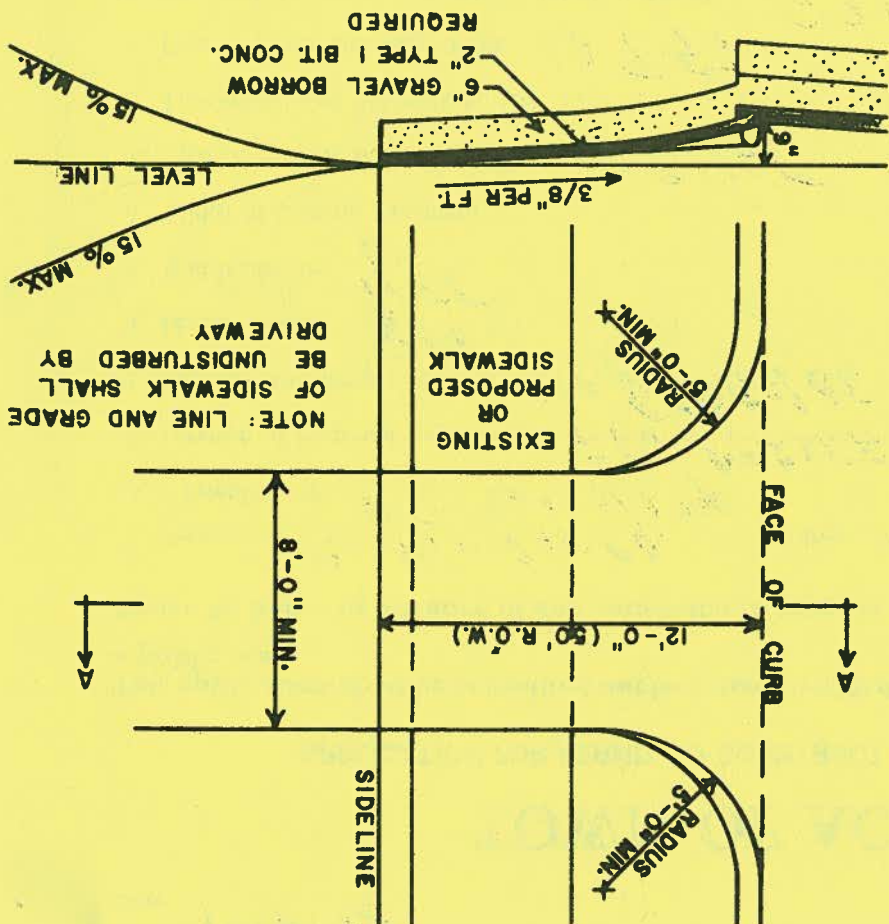 RADIUS
5'-0" MIN.
SIDELINE
A
A
12'-0" (50' R.O.W.)
8'-0" MIN.
FACE OF CURB
EXISTING
OR
PROPOSED
SIDEWALK
NOTE: LINE AND GRADE
OF SIDEWALK SHALL
BE UNDISTURBED BY
DRIVEWAY
RADIUS
5'-0" MIN.
15% MAX.
3/8" PER FT.
LEVEL LINE
6"
15% MAX.
6" GRAVEL BORROW
2" TYPE I BIT. CONC.
REQUIRED